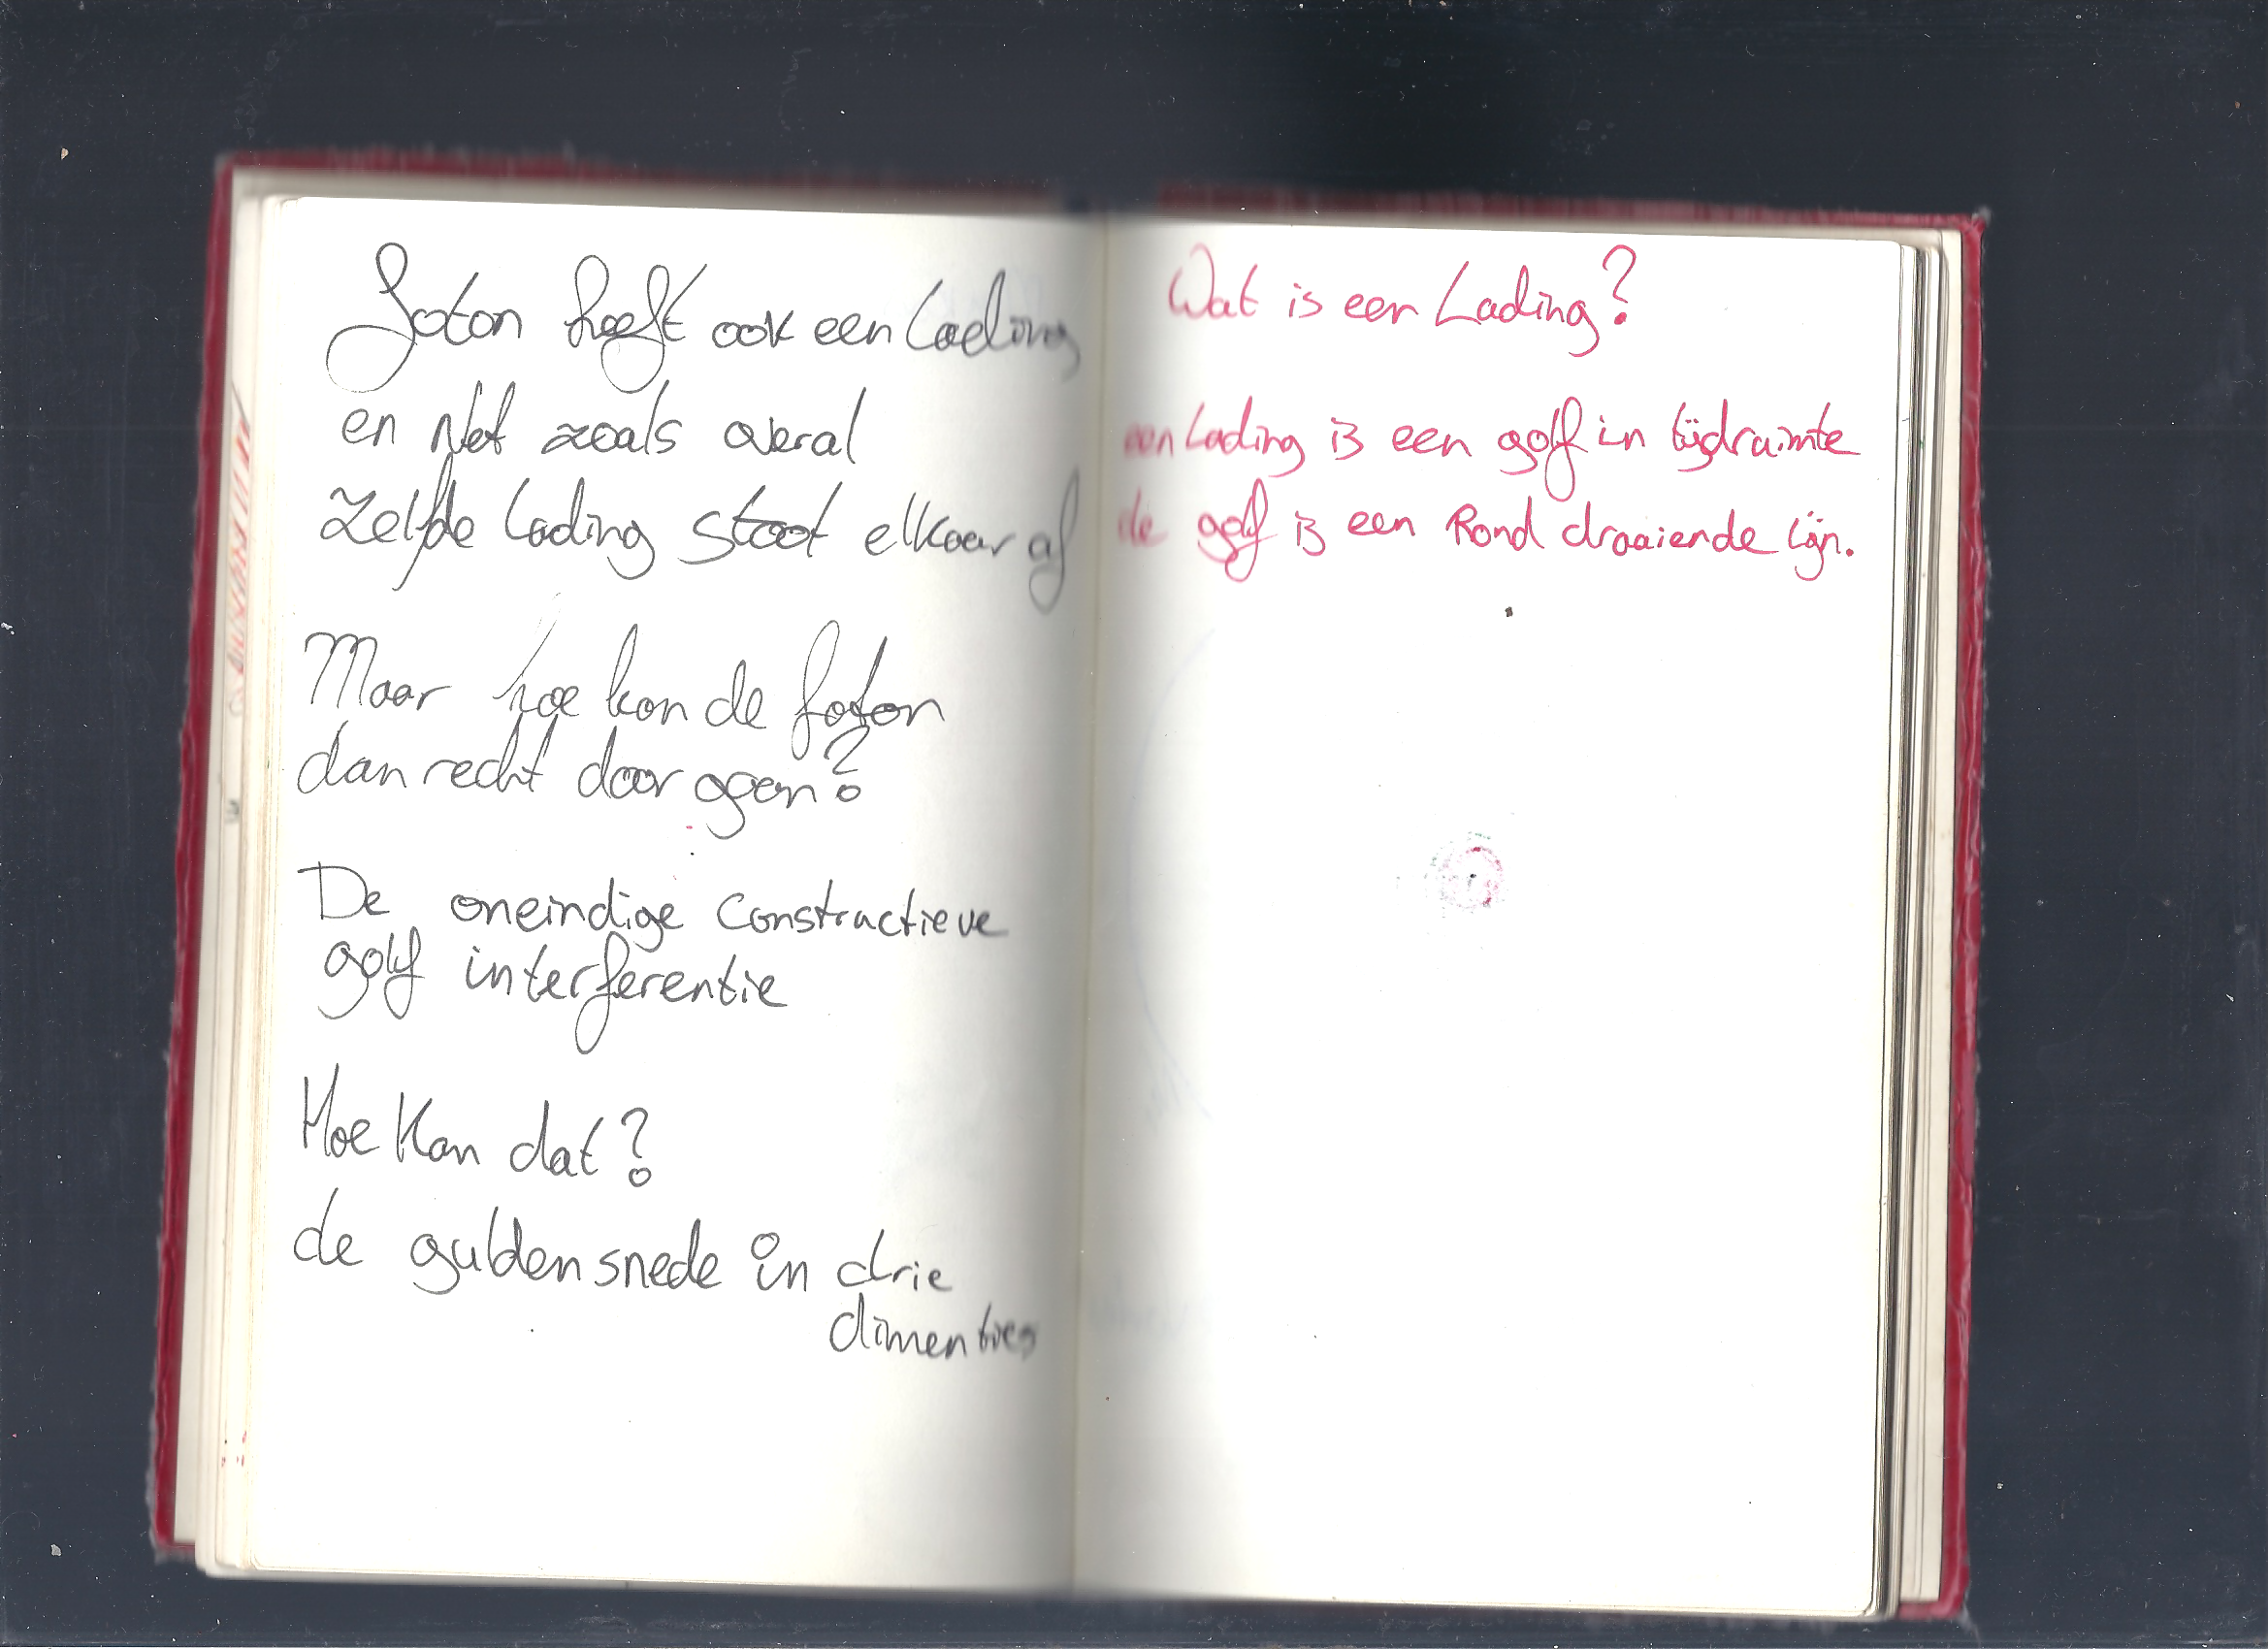 foton heeft ook een lading
en Net zoals overal
zelfde lading stoot elkaar af
Maar hoe kan de foton
dan recht door gaan?
De oneindige constractieve
golf interferentie
Hoe kan dat?
de gulden snede in drie
dimenties
Wat is een Lading?
een Lading is een golf in tijdruimte
de golf is een Rond draaiende lijn.